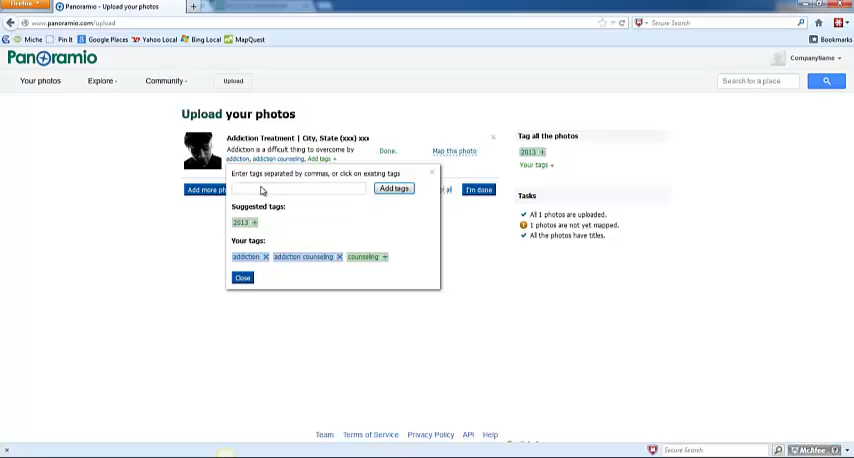 Firefox
Panoramio - Upload your photos
www.panoramio.com/upload
Secure Search
Miche Pin It Google Places Yahoo Local Bing Local MapQuest Bookmarks
Panoramio
CompanyName
Your photos Explore Community Upload Search for a place
Upload your photos
Addiction Treatment | City, State (xxx) xxx
Addiction is a difficult thing to overcome by Done. Map this photo
addiction, addiction counseling, Add tags +
Enter tags separated by commas, or click on existing tags
Add more ph Add tags all I'm done
Suggested tags:
2013 +
Your tags:
addiction X addiction counseling X counseling +
Close
Tag all the photos
2013 +
Your tags +
Tasks
All 1 photos are uploaded.
1 photos are not yet mapped.
All the photos have titles.
Team Terms of Service Privacy Policy API Help
Secure Search McAfee